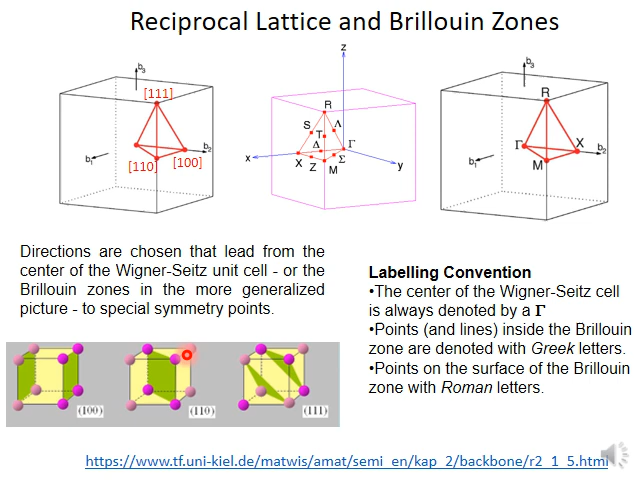 Reciprocal Lattice and Brillouin Zones
b₃
[111]
b₂
b₁
[110]
[100]
z
R
S
Λ
T
Δ
Γ
x
X
Z
Σ
M
y
b₃
R
Γ
X
b₂
b₁
M
Directions are chosen that lead from the
center of the Wigner-Seitz unit cell - or the
Brillouin zones in the more generalized
picture - to special symmetry points.
Labelling Convention
•The center of the Wigner-Seitz cell
is always denoted by a Γ
•Points (and lines) inside the Brillouin
zone are denoted with Greek letters.
•Points on the surface of the Brillouin
zone with Roman letters.
(100)
(110)
(111)
https://www.tf.uni-kiel.de/matwis/amat/semi_en/kap_2/backbone/r2_1_5.html